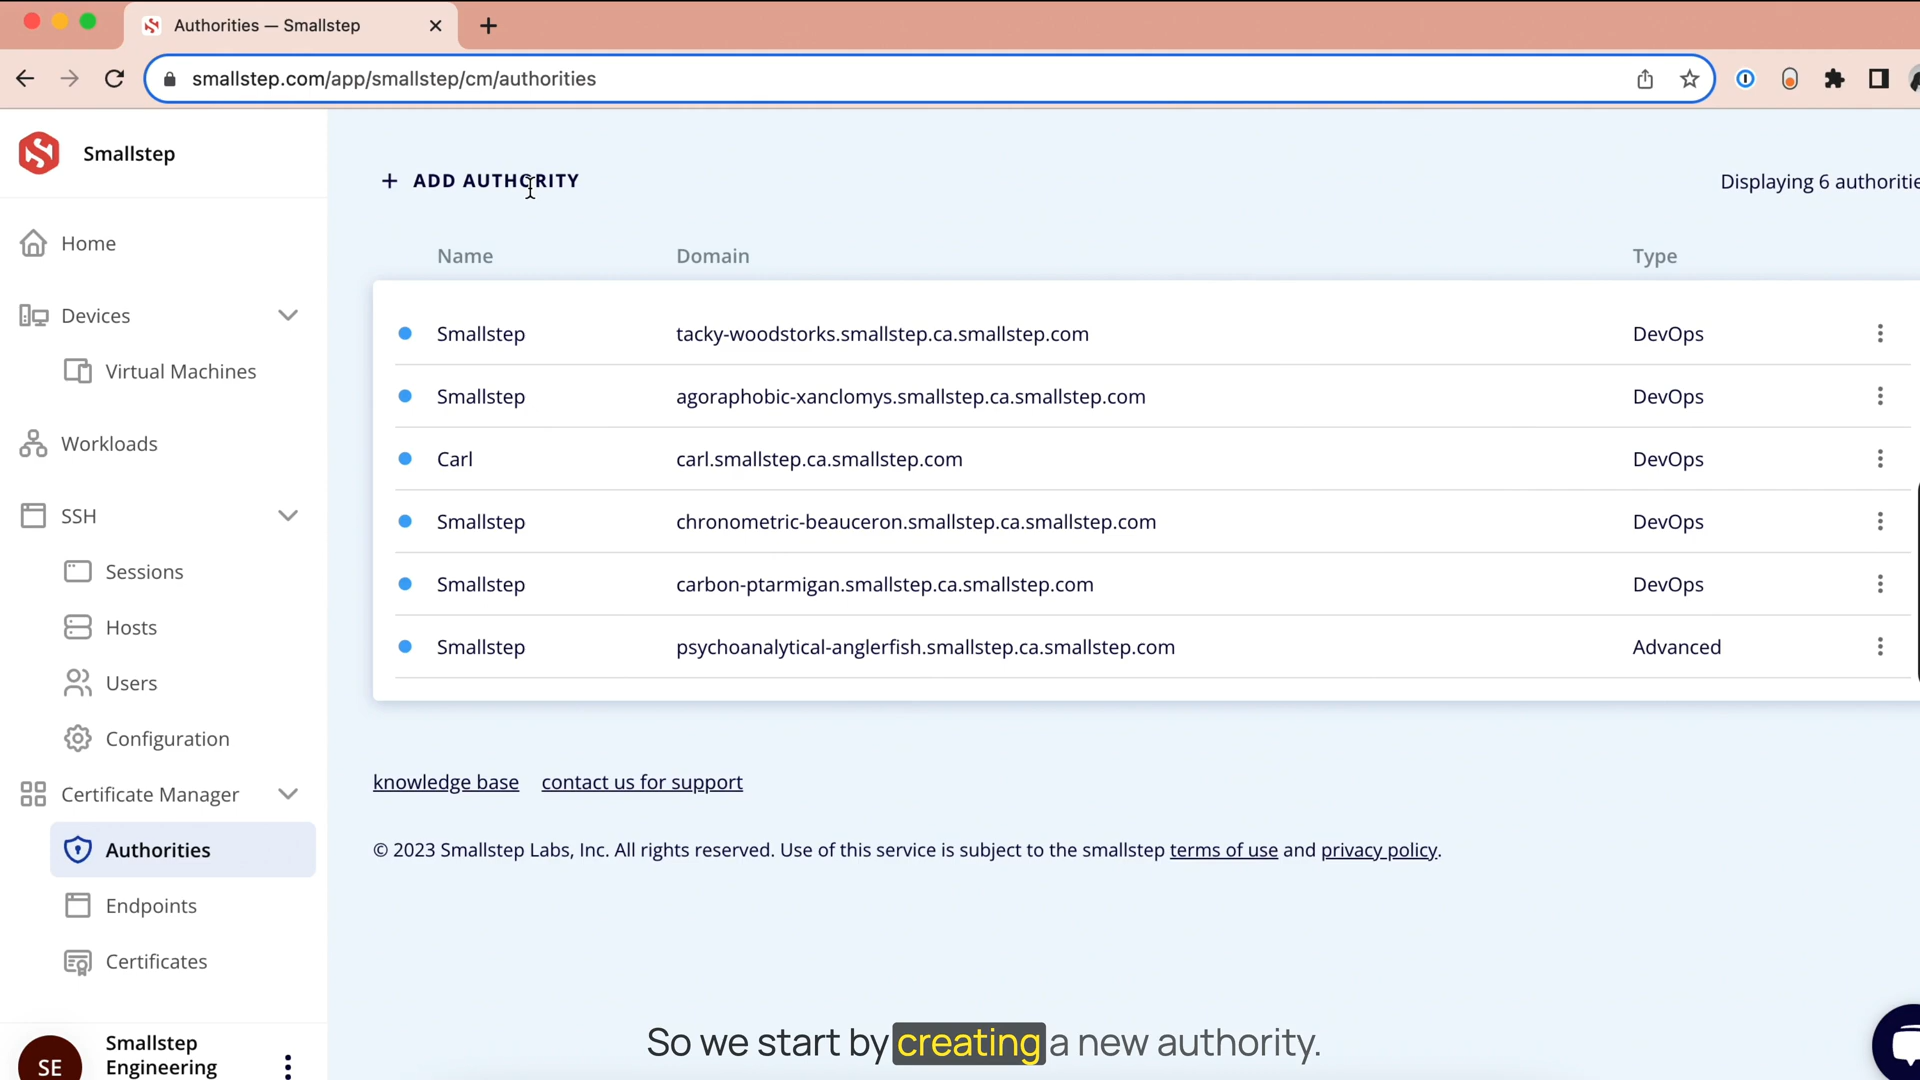 Authorities — Smallstep
smallstep.com/app/smallstep/cm/authorities
Smallstep
Home
Devices
Virtual Machines
Workloads
SSH
Sessions
Hosts
Users
Configuration
Certificate Manager
Authorities
Endpoints
Certificates
SE
Smallstep
Engineering
+ ADD AUTHORITY
Displaying 6 authoritie
Name Domain Type
Smallstep tacky-woodstorks.smallstep.ca.smallstep.com DevOps
Smallstep agoraphobic-xanclomys.smallstep.ca.smallstep.com DevOps
Carl carl.smallstep.ca.smallstep.com DevOps
Smallstep chronometric-beauceron.smallstep.ca.smallstep.com DevOps
Smallstep carbon-ptarmigan.smallstep.ca.smallstep.com DevOps
Smallstep psychoanalytical-anglerfish.smallstep.ca.smallstep.com Advanced
knowledge base contact us for support
© 2023 Smallstep Labs, Inc. All rights reserved. Use of this service is subject to the smallstep terms of use and privacy policy.
So we start by creating a new authority.